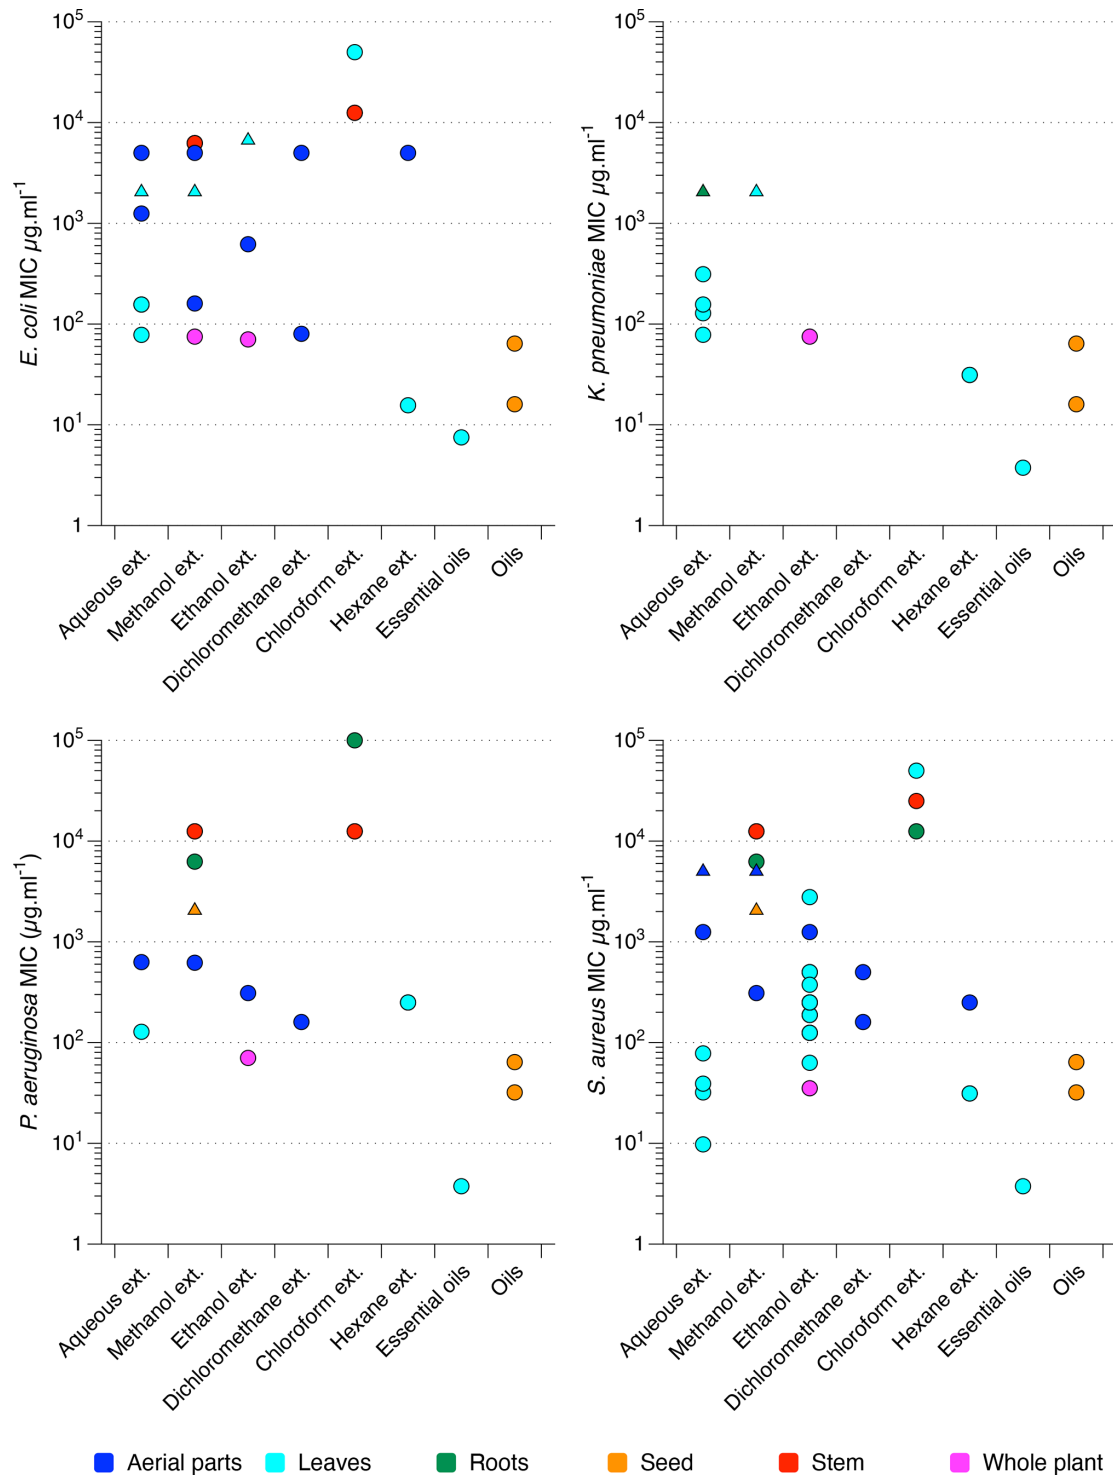 E. coli MIC µg.ml-1
10^5
10^4
10^3
10^2
10^1
1
Aqueous ext.
Methanol ext.
Ethanol ext.
Dichloromethane ext.
Chloroform ext.
Hexane ext.
Essential oils
Oils
K. pneumoniae MIC µg.ml-1
10^5
10^4
10^3
10^2
10^1
1
Aqueous ext.
Methanol ext.
Ethanol ext.
Dichloromethane ext.
Chloroform ext.
Hexane ext.
Essential oils
Oils
P. aeruginosa MIC (µg.ml-1)
10^5
10^4
10^3
10^2
10^1
1
Aqueous ext.
Methanol ext.
Ethanol ext.
Dichloromethane ext.
Chloroform ext.
Hexane ext.
Essential oils
Oils
S. aureus MIC µg.ml-1
10^5
10^4
10^3
10^2
10^1
1
Aqueous ext.
Methanol ext.
Ethanol ext.
Dichloromethane ext.
Chloroform ext.
Hexane ext.
Essential oils
Oils
Aerial parts Leaves Roots Seed Stem Whole plant